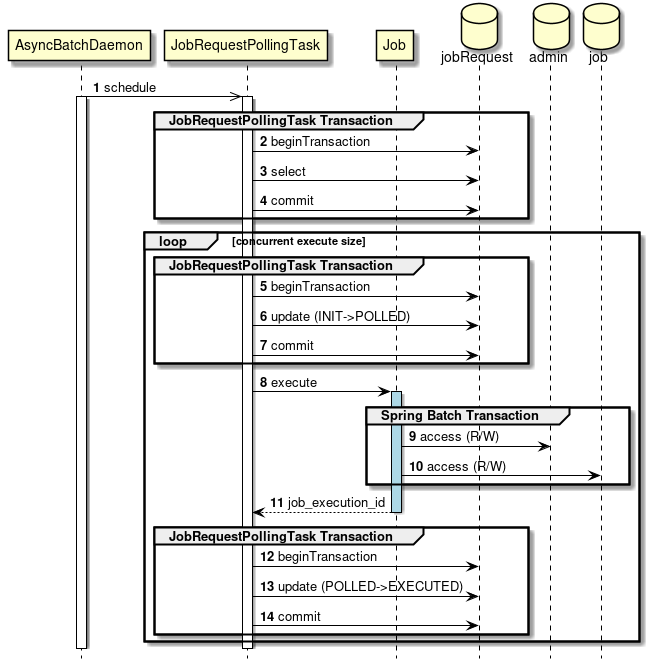 AsyncBatchDaemon
JobRequestPollingTask
Job
jobRequest
admin
job
1 schedule
JobRequestPollingTask Transaction
2 beginTransaction
3 select
4 commit
loop [concurrent execute size]
JobRequestPollingTask Transaction
5 beginTransaction
6 update (INIT->POLLED)
7 commit
8 execute
Spring Batch Transaction
9 access (R/W)
10 access (R/W)
11 job_execution_id
JobRequestPollingTask Transaction
12 beginTransaction
13 update (POLLED->EXECUTED)
14 commit